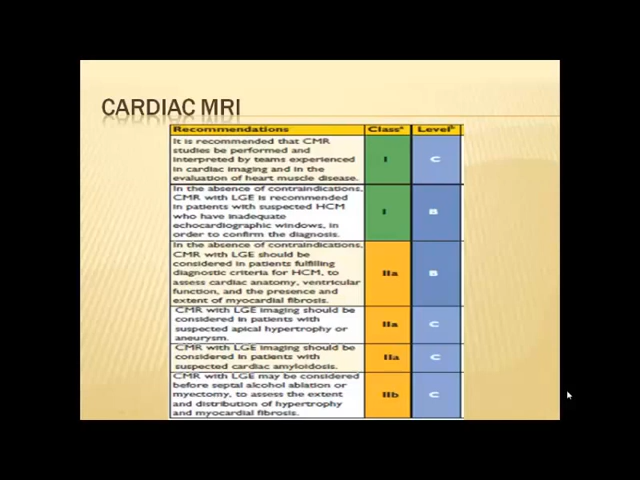 CARDIAC MRI
Recommendations Classᵃ Levelᵇ
It is recommended that CMR
studies be performed and
interpreted by teams experienced
in cardiac imaging and in the
evaluation of heart muscle disease.
I C
In the absence of contraindications,
CMR with LGE is recommended
in patients with suspected HCM
who have inadequate
echocardiographic windows, in
order to confirm the diagnosis.
I B
In the absence of contraindications,
CMR with LGE should be
considered in patients fulfilling
diagnostic criteria for HCM, to
assess cardiac anatomy, ventricular
function, and the presence and
extent of myocardial fibrosis.
IIa B
CMR with LGE imaging should be
considered in patients with
suspected apical hypertrophy or
aneurysm.
IIa C
CMR with LGE imaging should be
considered in patients with
suspected cardiac amyloidosis.
IIa C
CMR with LGE may be considered
before septal alcohol ablation or
myectomy, to assess the extent
and distribution of hypertrophy
and myocardial fibrosis.
IIb C